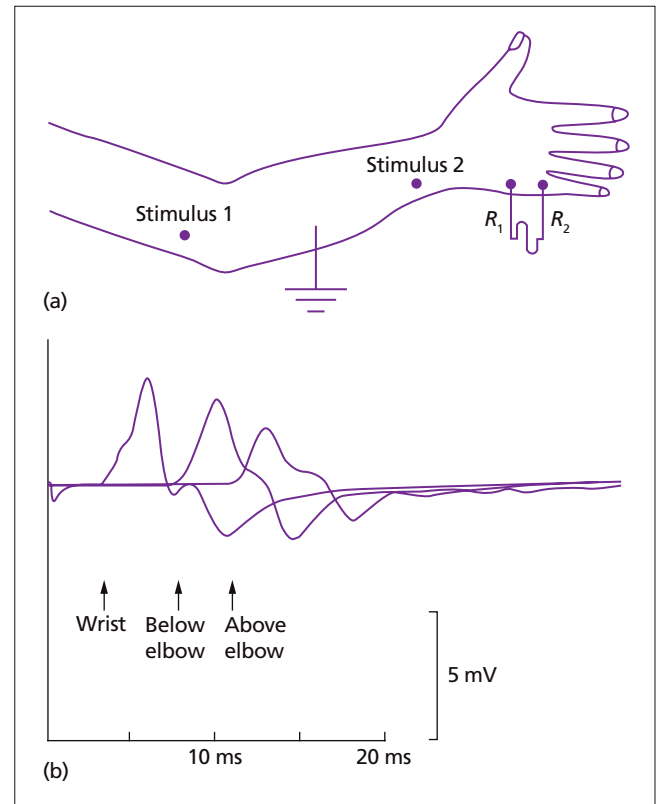 Stimulus 2
Stimulus 1
R1 R2
(a)
Wrist Below elbow Above elbow
5 mV
10 ms 20 ms
(b)